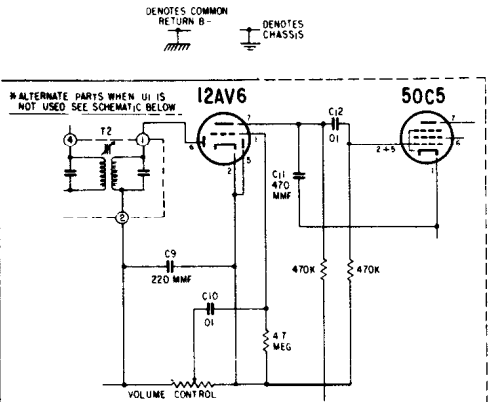 DENOTES COMMON
RETURN B-
DENOTES
CHASSIS
* ALTERNATE PARTS WHEN U1 IS
NOT USED SEE SCHEMATIC BELOW
12AV6
50C5
T2
4
1
6
7
1
2
5
C12
01
7
6
2+5
1
C11
470
MMF
2
C9
220 MMF
470K
470K
C10
01
4.7
MEG
VOLUME CONTROL